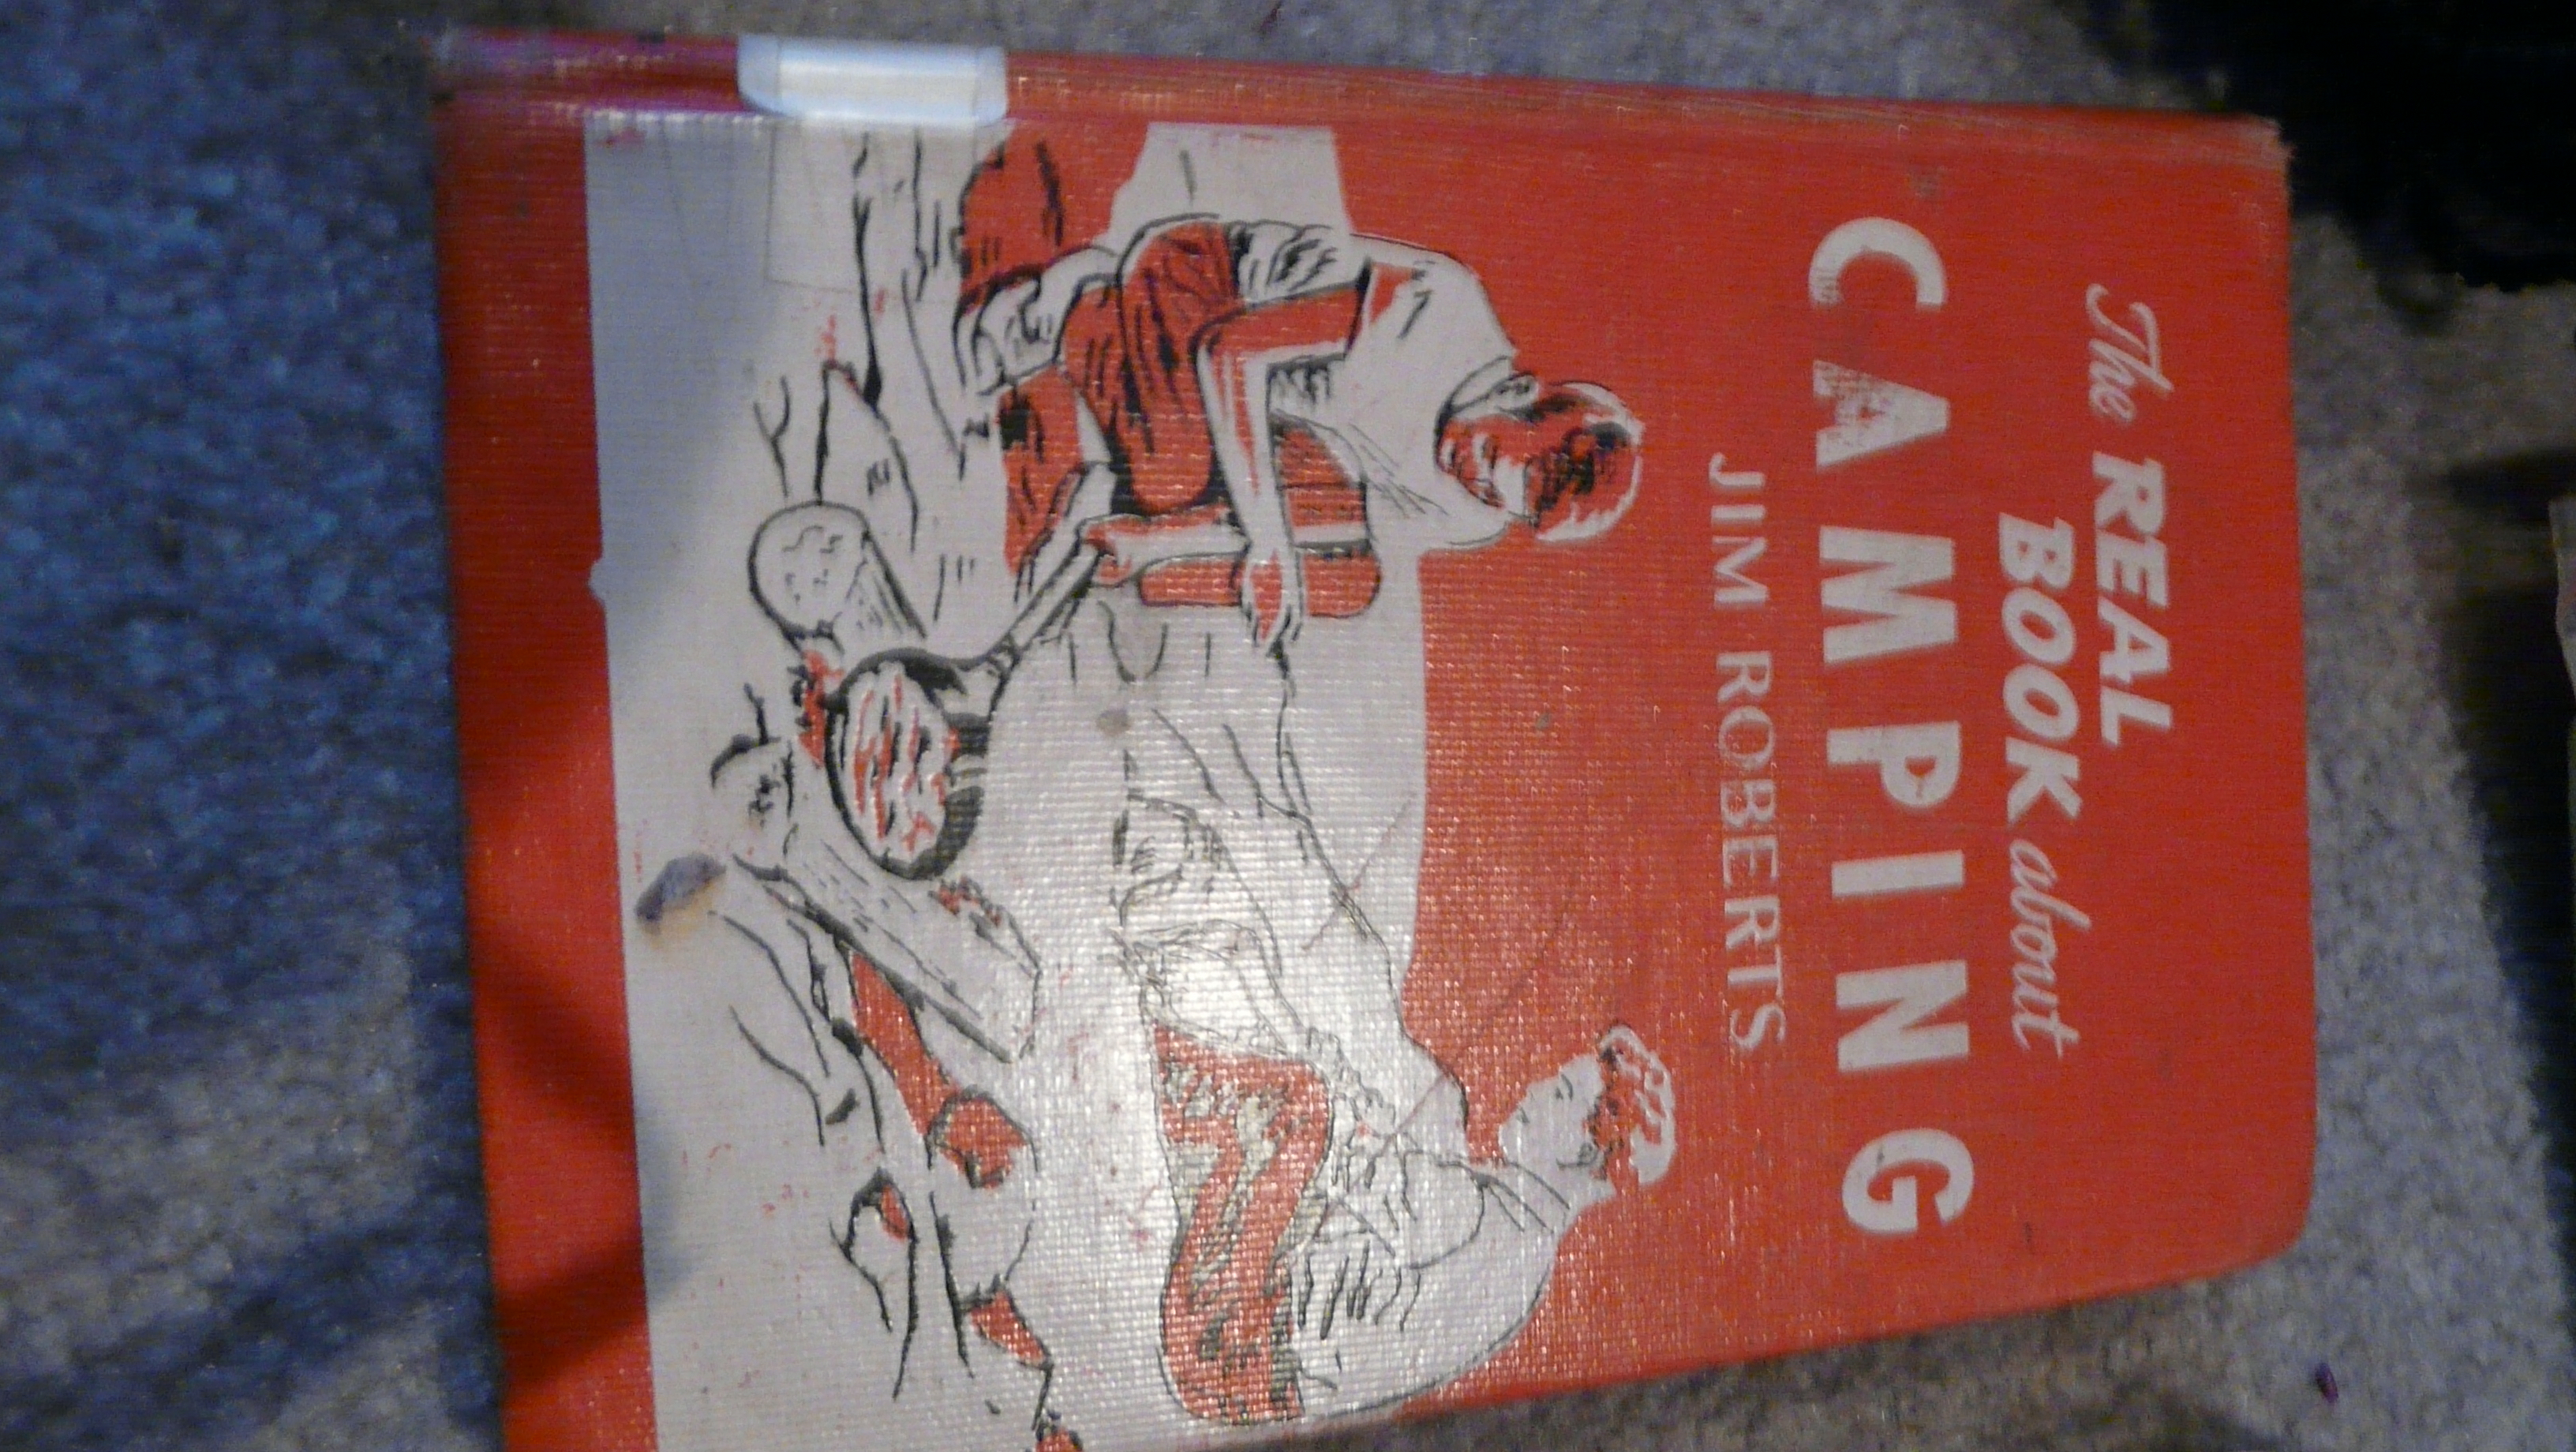 The REAL
BOOK about
CAMPING
JIM ROBERTS